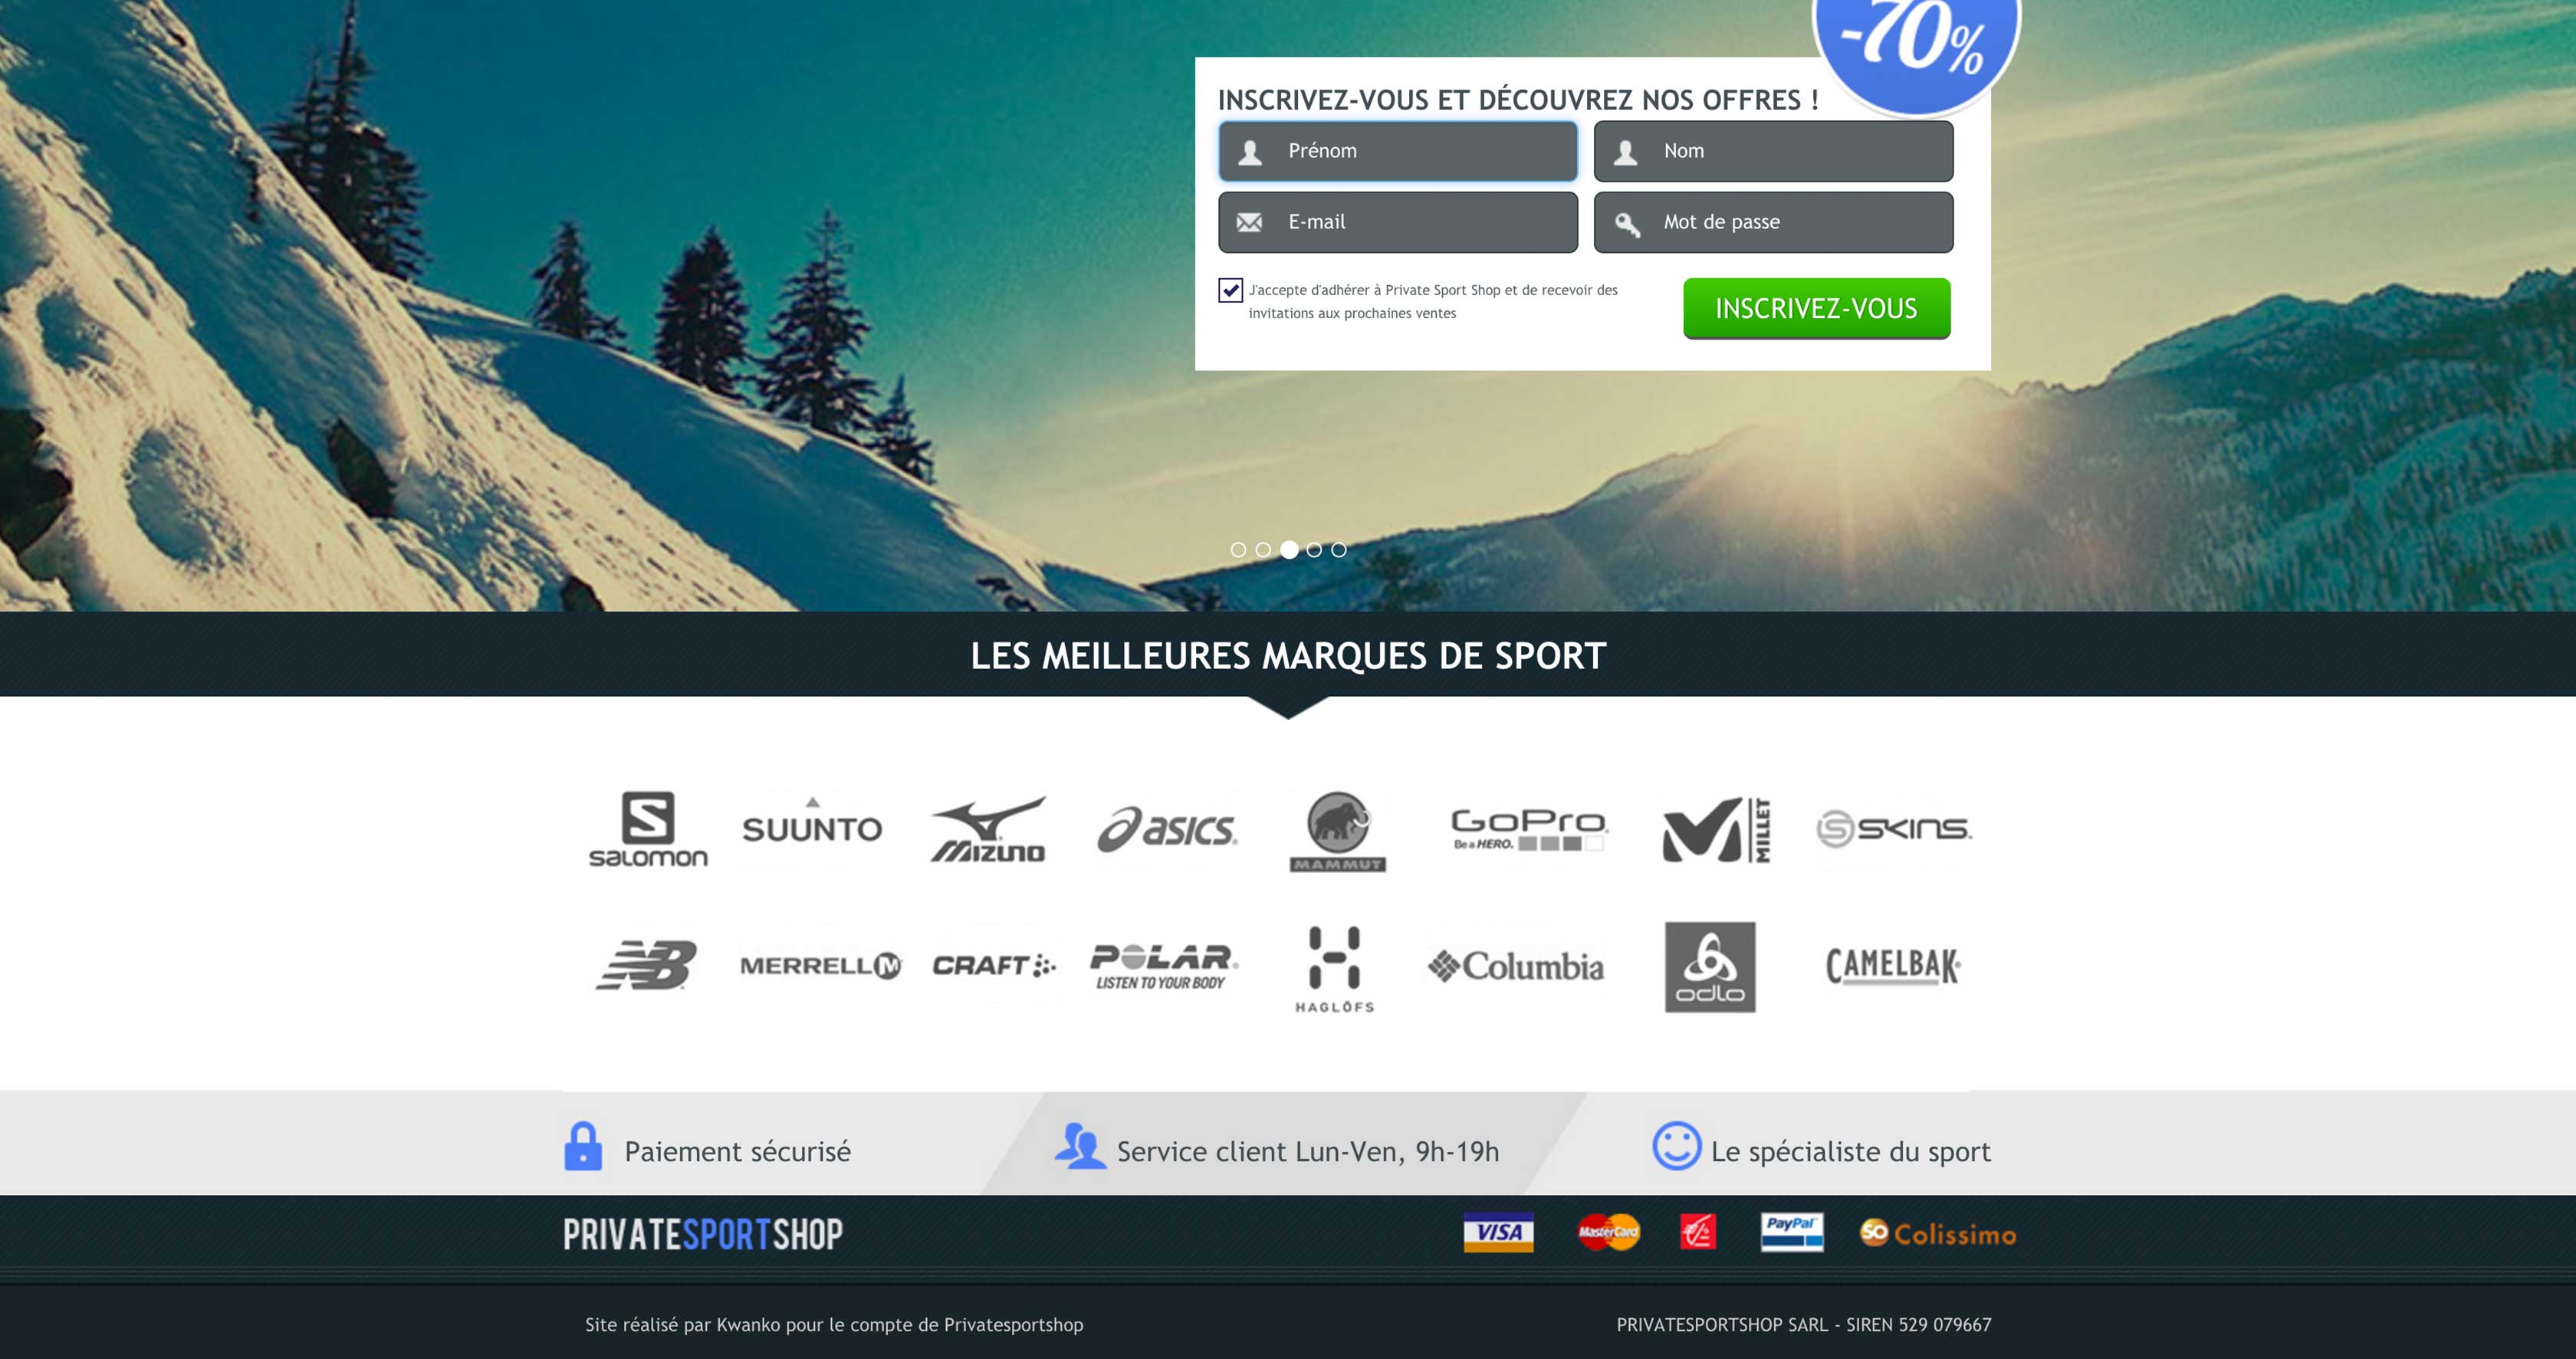 -70%
INSCRIVEZ-VOUS ET DÉCOUVREZ NOS OFFRES !
Prénom
Nom
E-mail
Mot de passe
J'accepte d'adhérer à Private Sport Shop et de recevoir des
invitations aux prochaines ventes
INSCRIVEZ-VOUS
LES MEILLEURES MARQUES DE SPORT
SALOMON
SUUNTO
MIZUNO
asics
MAMMUT
GoPro
Be a HERO.
MILLET
SKINS
NB
MERRELL M
CRAFT
POLAR
LISTEN TO YOUR BODY
HAGLÖFS
Columbia
odlo
CAMELBAK
Paiement sécurisé
Service client Lun-Ven, 9h-19h
Le spécialiste du sport
PRIVATESPORTSHOP
VISA
MasterCard
PayPal
SO Colissimo
Site réalisé par Kwanko pour le compte de Privatesportshop
PRIVATESPORTSHOP SARL - SIREN 529 079667